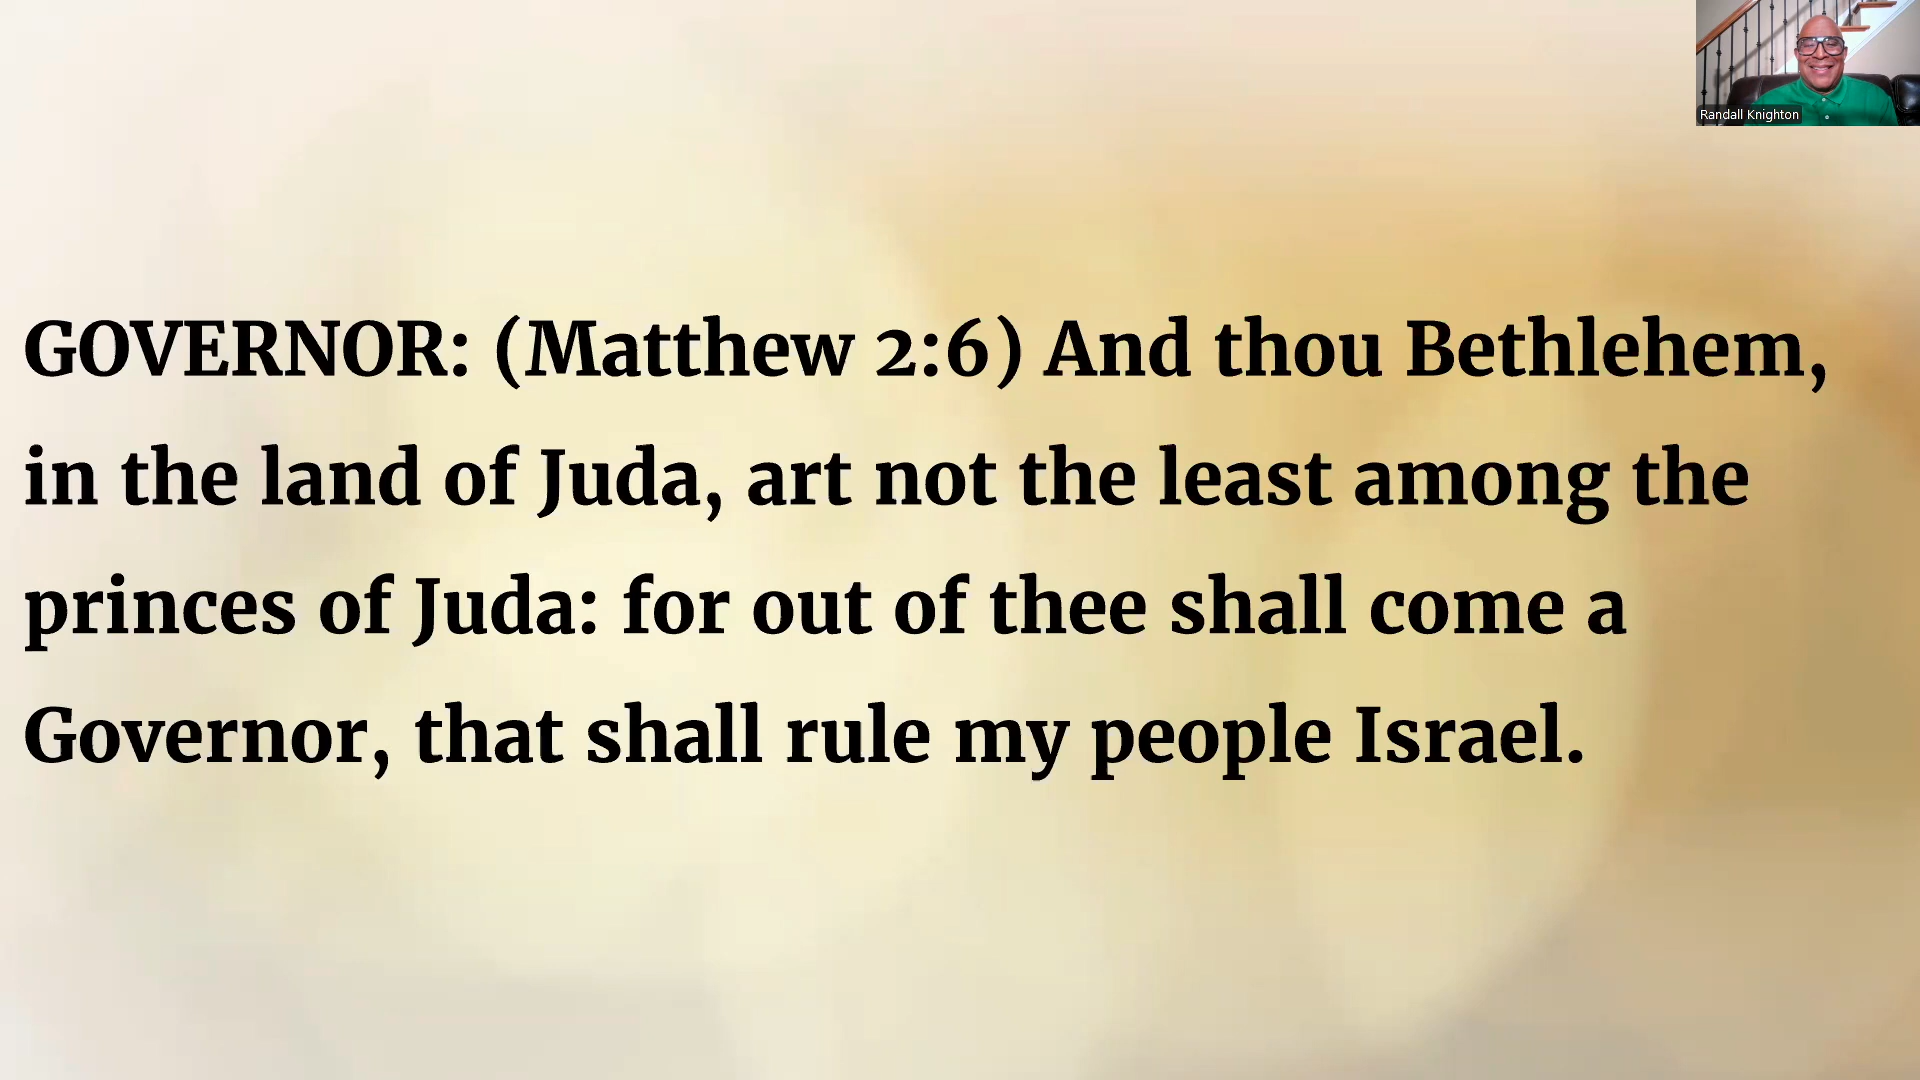 Randall Knighton
GOVERNOR: (Matthew 2:6) And thou Bethlehem,
in the land of Juda, art not the least among the
princes of Juda: for out of thee shall come a
Governor, that shall rule my people Israel.